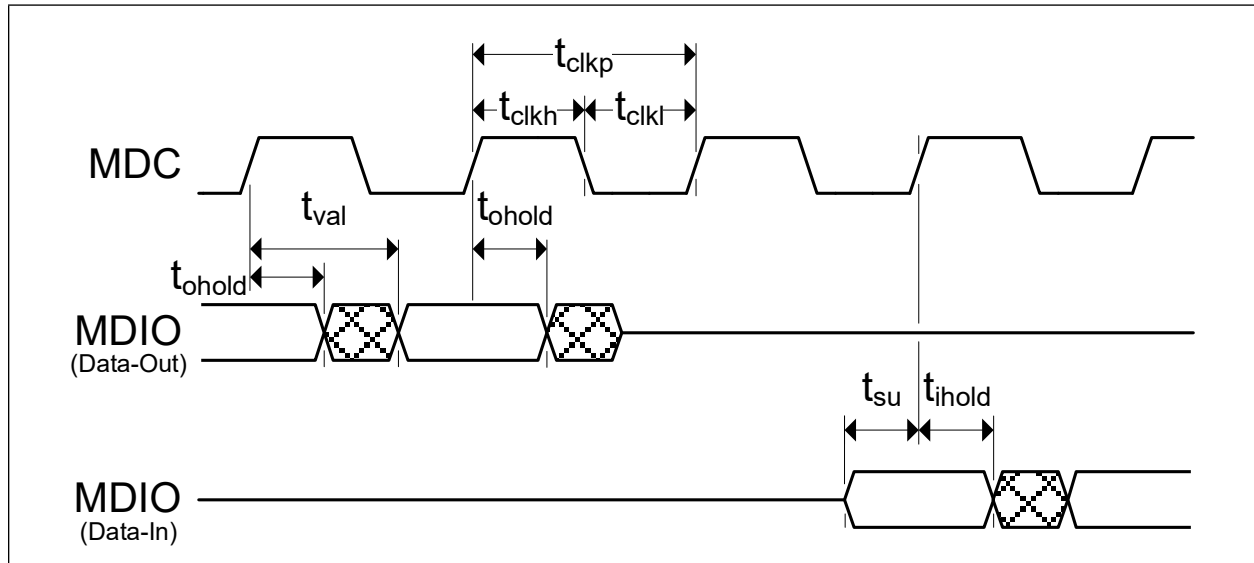 tclkp
tclkh tclkl
MDC
tval
tohold
tohold
MDIO
(Data-Out)
tsu tihold
MDIO
(Data-In)